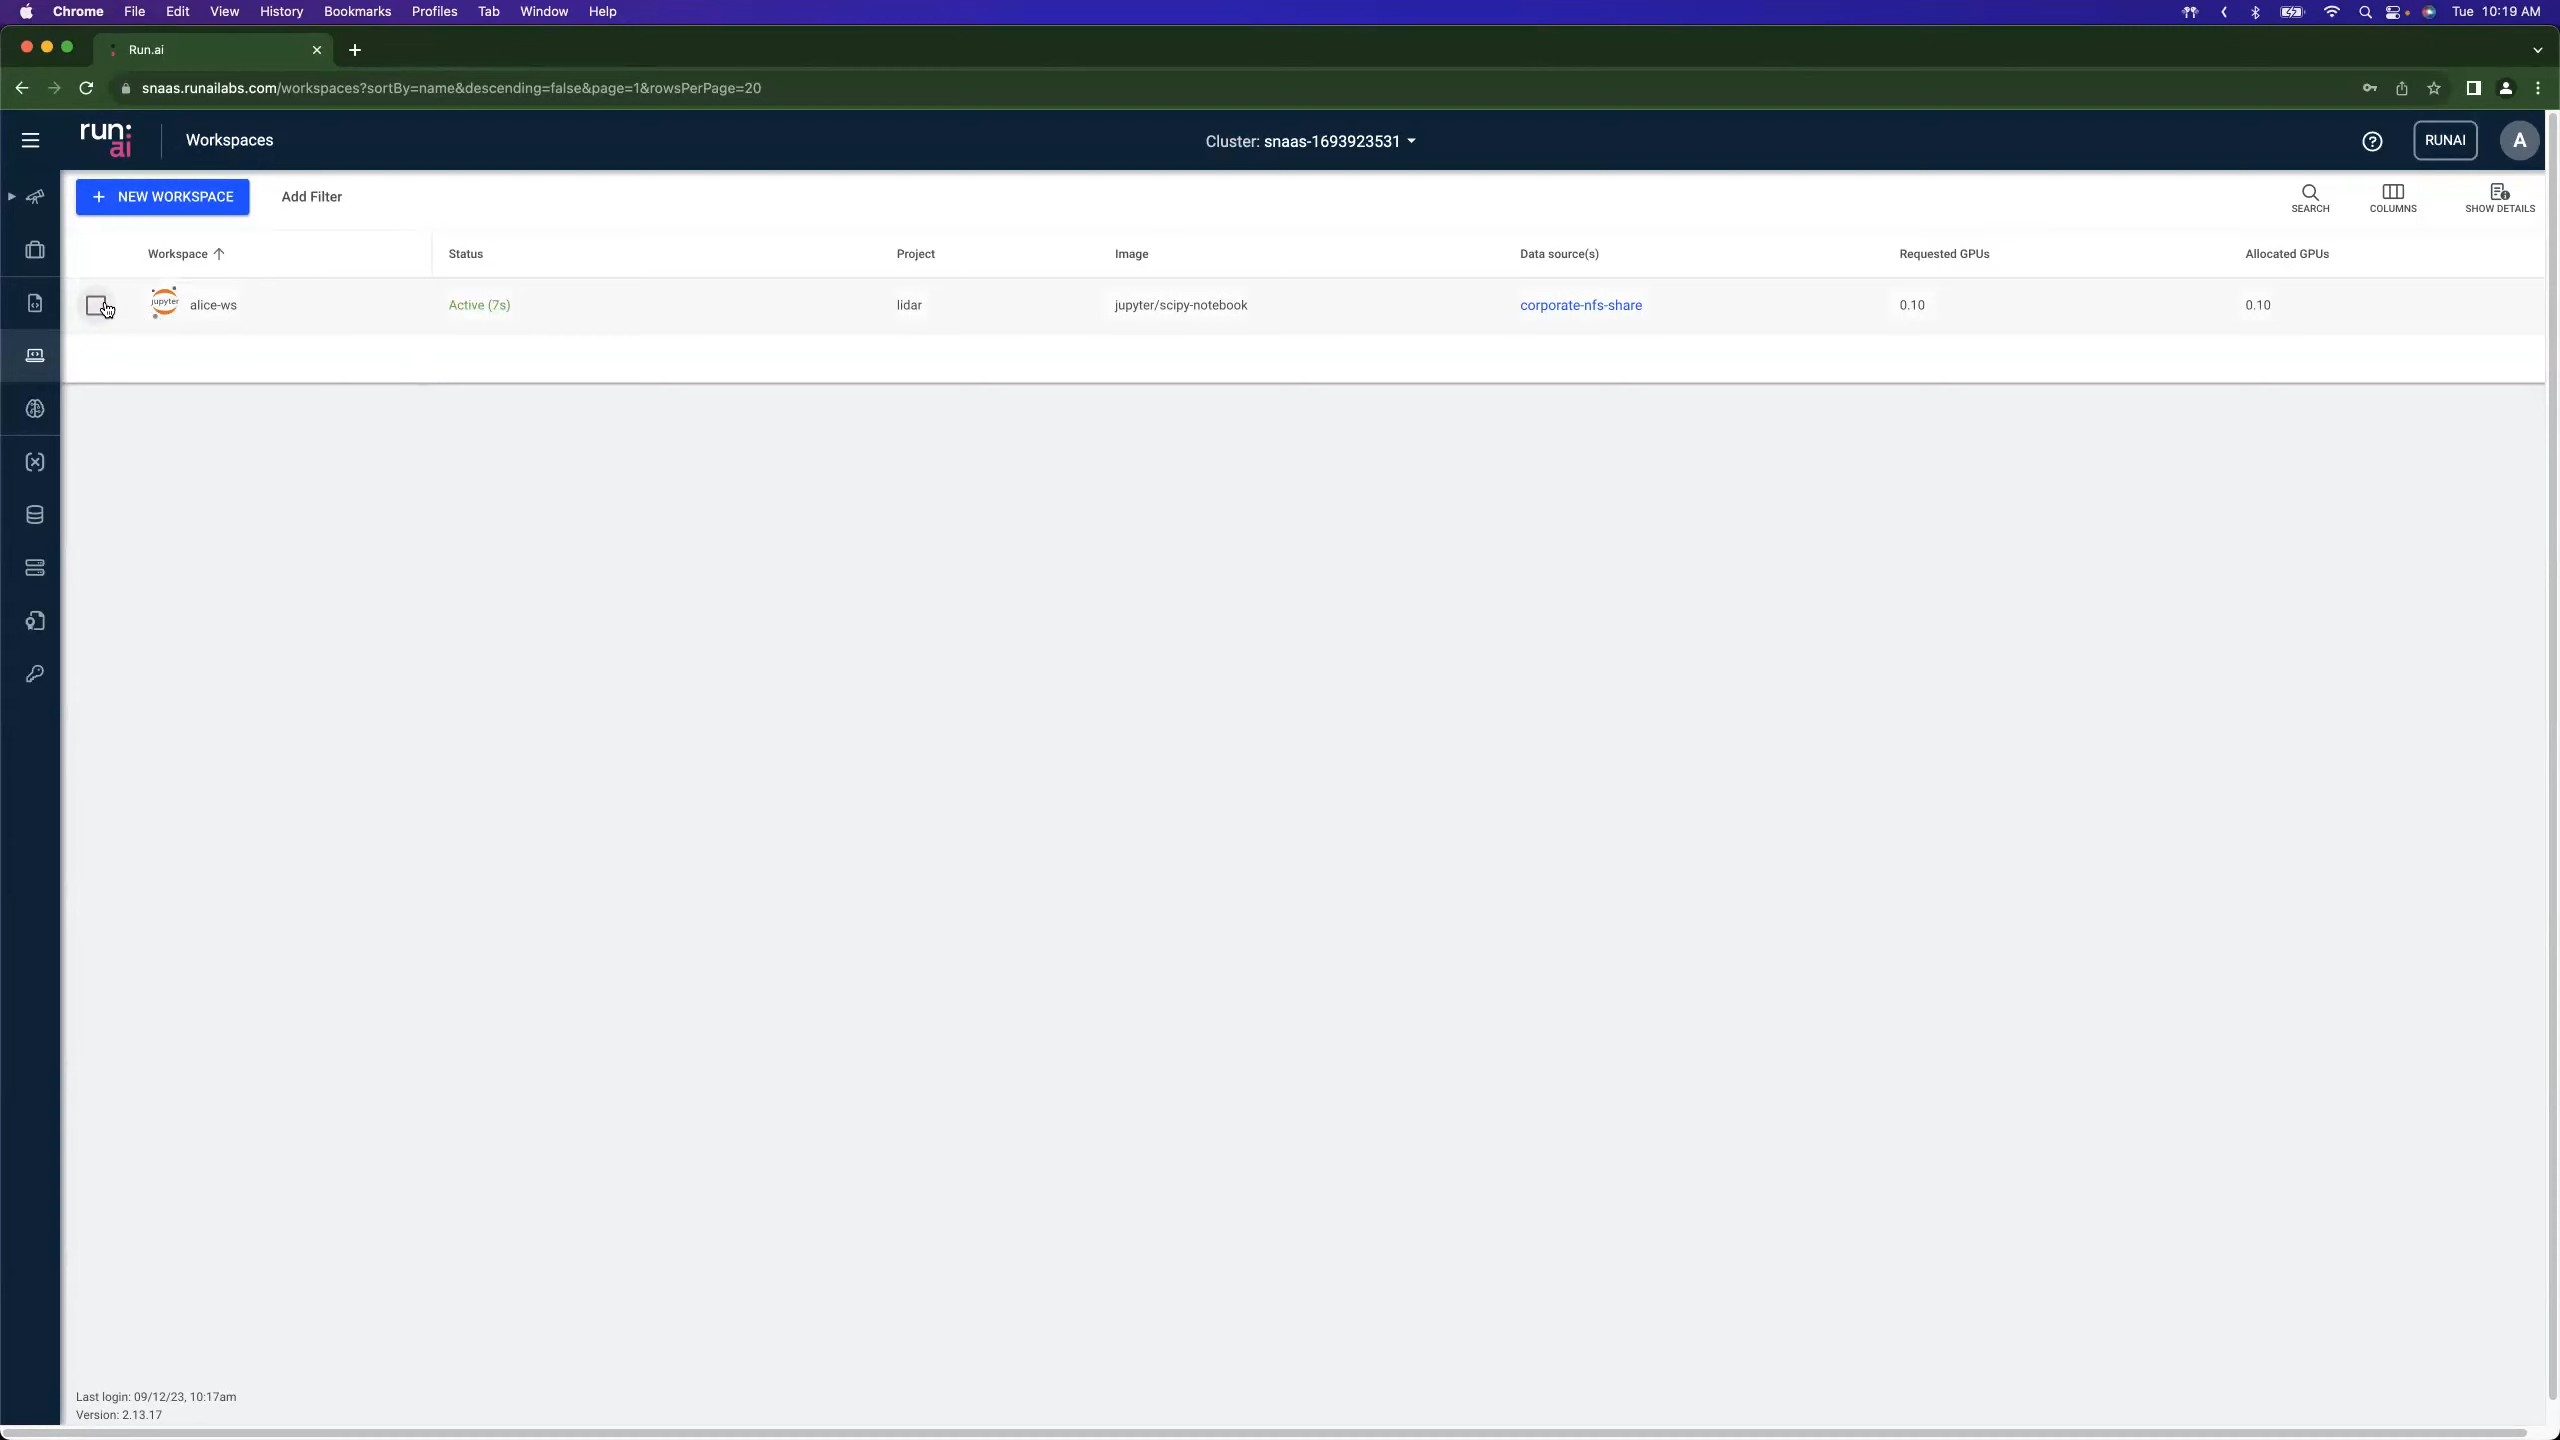 Chrome File Edit View History Bookmarks Profiles Tab Window Help Tue 10:19 AM
Run.ai
snaas.runailabs.com/workspaces?sortBy=name&descending=false&page=1&rowsPerPage=20
run:ai Workspaces Cluster: snaas-1693923531 RUNAI A
NEW WORKSPACE Add Filter SEARCH COLUMNS SHOW DETAILS
Workspace Status Project Image Data source(s) Requested GPUs Allocated GPUs
jupyter alice-ws Active (7s) lidar jupyter/scipy-notebook corporate-nfs-share 0.10 0.10
Last login: 09/12/23, 10:17am
Version: 2.13.17